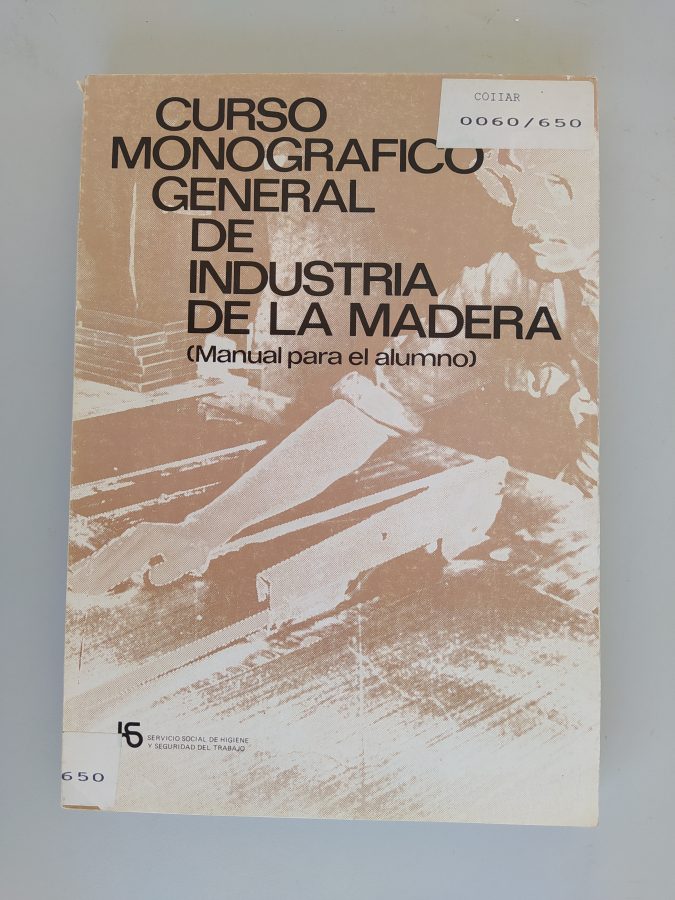 COIIAR
0060/650
CURSO
MONOGRAFICO
GENERAL
DE
INDUSTRIA
DE LA MADERA
(Manual para el alumno)
SERVICIO SOCIAL DE HIGIENE
Y SEGURIDAD DEL TRABAJO
650